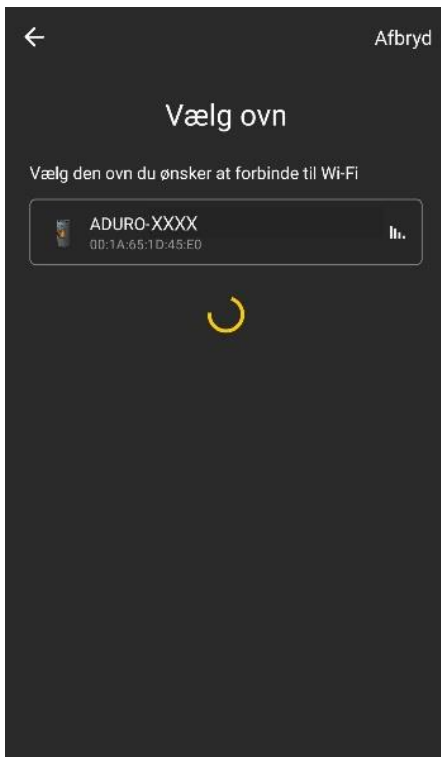 Afbryd
Vælg ovn
Vælg den ovn du ønsker at forbinde til Wi-Fi
ADURO-XXXX
00:1A:65:1D:45:E0